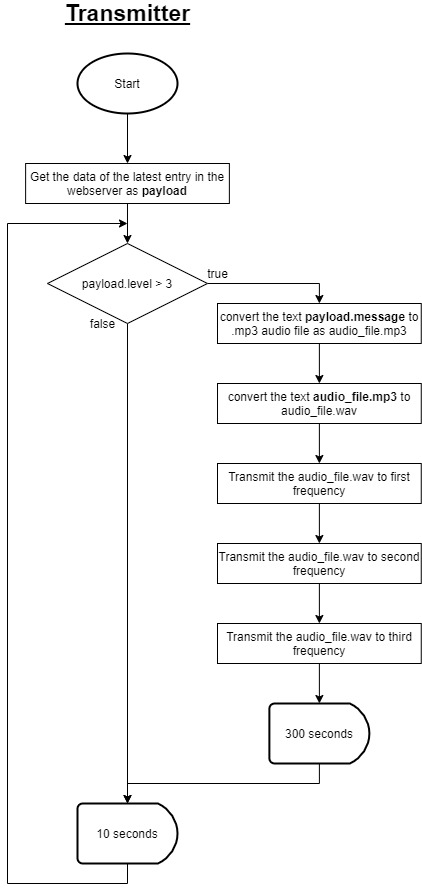 Transmitter
Start
Get the data of the latest entry in the
webserver as payload
payload.level > 3
true
false
convert the text payload.message to
.mp3 audio file as audio_file.mp3
convert the text audio_file.mp3 to
audio_file.wav
Transmit the audio_file.wav to first
frequency
Transmit the audio_file.wav to second
frequency
Transmit the audio_file.wav to third
frequency
300 seconds
10 seconds